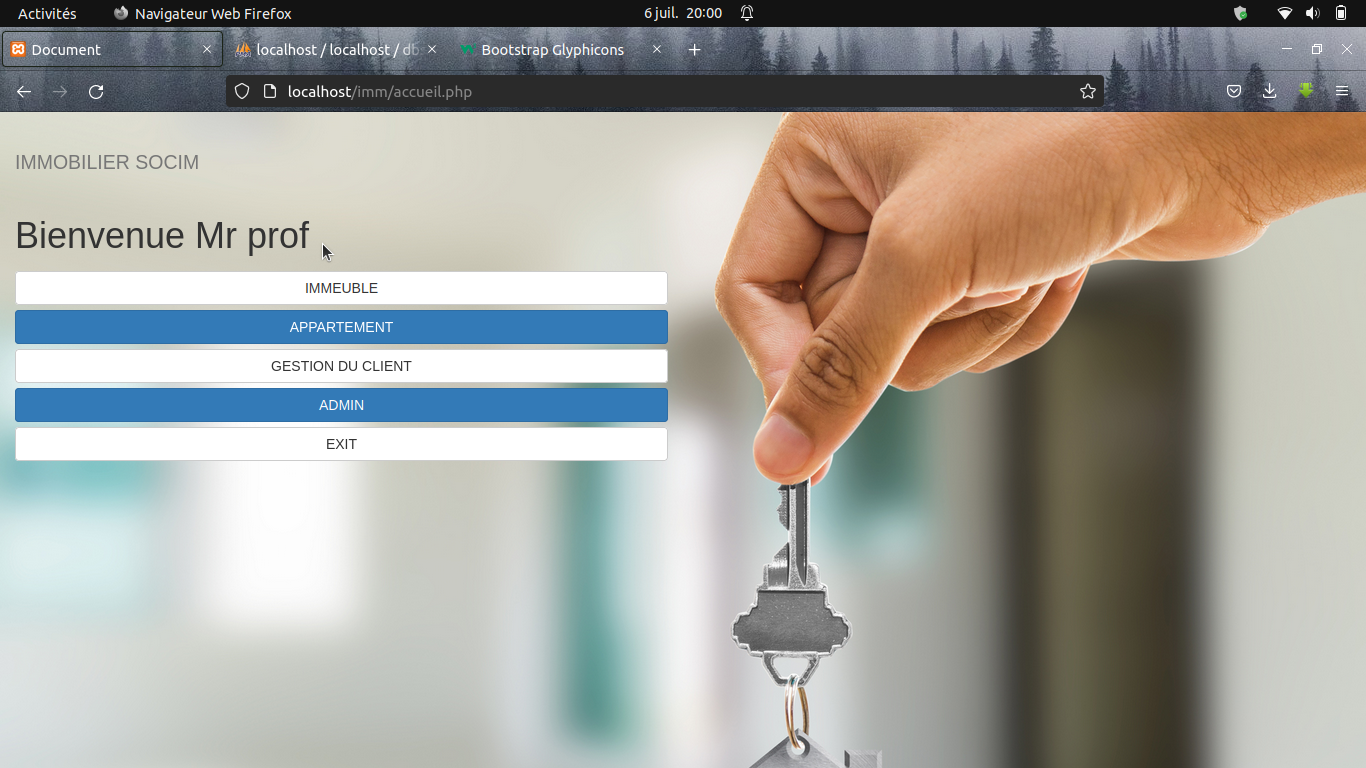 Activités Navigateur Web Firefox 6 juil. 20:00
Document localhost / localhost / db Bootstrap Glyphicons
localhost/imm/accueil.php
IMMOBILIER SOCIM
Bienvenue Mr prof
IMMEUBLE
APPARTEMENT
GESTION DU CLIENT
ADMIN
EXIT